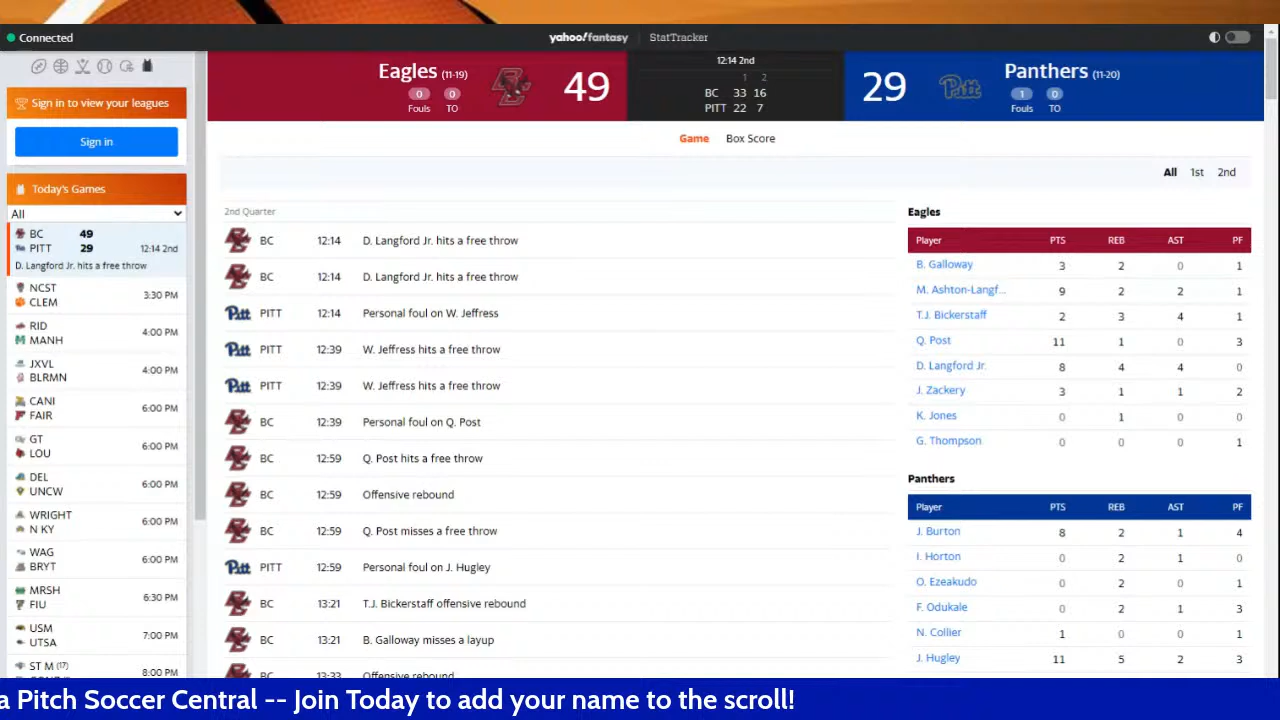 Connected
yahoo!fantasy StatTracker
Sign in to view your leagues
Sign in
Today's Games
All
BC 49
PITT 29 12:14 2nd
D. Langford Jr. hits a free throw
NCST
CLEM
3:30 PM
RID
MANH
4:00 PM
JXVL
BLRMN
4:00 PM
CANI
FAIR
6:00 PM
GT
LOU
6:00 PM
DEL
UNCW
6:00 PM
WRIGHT
N KY
6:00 PM
WAG
BRYT
6:00 PM
MRSH
FIU
6:30 PM
USM
UTSA
7:00 PM
ST M (17)
8:00 PM
Eagles (11-19)
0 0
Fouls TO
49
12:14 2nd
1 2
BC 33 16
PITT 22 7
29
Panthers (11-20)
1 0
Fouls TO
Game Box Score
All 1st 2nd
2nd Quarter
BC 12:14 D. Langford Jr. hits a free throw
BC 12:14 D. Langford Jr. hits a free throw
PITT 12:14 Personal foul on W. Jeffress
PITT 12:39 W. Jeffress hits a free throw
PITT 12:39 W. Jeffress hits a free throw
BC 12:39 Personal foul on Q. Post
BC 12:59 Q. Post hits a free throw
BC 12:59 Offensive rebound
BC 12:59 Q. Post misses a free throw
PITT 12:59 Personal foul on J. Hugley
BC 13:21 T.J. Bickerstaff offensive rebound
BC 13:21 B. Galloway misses a layup
BC 13:33 Offensive rebound
Eagles
Player PTS REB AST PF
B. Galloway 3 2 0 1
M. Ashton-Langf... 9 2 2 1
T.J. Bickerstaff 2 3 4 1
Q. Post 11 1 0 3
D. Langford Jr. 8 4 4 0
J. Zackery 3 1 1 2
K. Jones 0 1 0 0
G. Thompson 0 0 0 1
Panthers
Player PTS REB AST PF
J. Burton 8 2 1 4
I. Horton 0 2 1 0
O. Ezeakudo 0 2 0 1
F. Odukale 0 2 1 3
N. Collier 1 0 0 1
J. Hugley 11 5 2 3
a Pitch Soccer Central -- Join Today to add your name to the scroll!